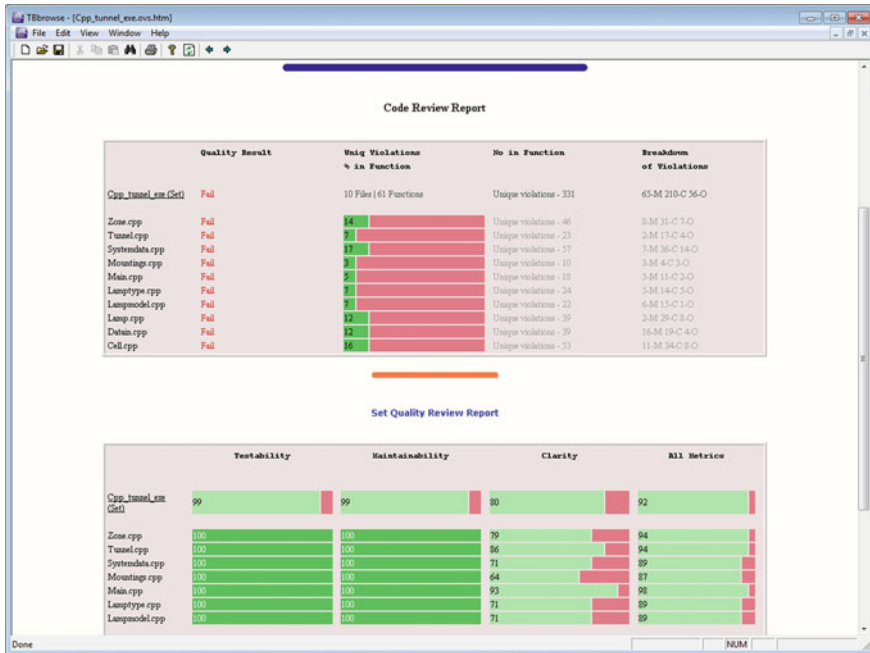 TBbrowse - [Cpp_tunnel_exe.ovs.htm]
File Edit View Window Help
Code Review Report
Quality Result Uniq Violations % in Function No in Function Breakdown of Violations
Cpp_tunnel_exe (Set) Fail 10 Files | 61 Functions Unique violations - 331 65-M 210-C 56-O
Zone.cpp Fail 14 Unique violations - 46 8-M 31-C 7-O
Tunnel.cpp Fail 7 Unique violations - 23 2-M 17-C 4-O
Systemdata.cpp Fail 17 Unique violations - 57 7-M 36-C 14-O
Mountings.cpp Fail 3 Unique violations - 10 3-M 4-C 3-O
Main.cpp Fail 5 Unique violations - 18 5-M 11-C 2-O
Lamptype.cpp Fail 7 Unique violations - 24 5-M 14-C 5-O
Lampmodel.cpp Fail 7 Unique violations - 22 6-M 15-C 1-O
Lamp.cpp Fail 12 Unique violations - 39 2-M 29-C 8-O
Datain.cpp Fail 12 Unique violations - 39 16-M 19-C 4-O
Cell.cpp Fail 16 Unique violations - 53 11-M 34-C 8-O
Set Quality Review Report
Testability Maintainability Clarity All Metrics
Cpp_tunnel_exe (Set) 99 99 80 92
Zone.cpp 100 100 79 94
Tunnel.cpp 100 100 86 94
Systemdata.cpp 100 100 71 89
Mountings.cpp 100 100 64 87
Main.cpp 100 100 93 98
Lamptype.cpp 100 100 71 89
Lampmodel.cpp 100 100 71 89
Done NUM